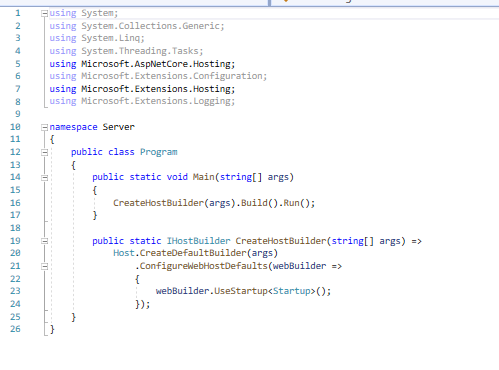 1 using System;
2 using System.Collections.Generic;
3 using System.Linq;
4 using System.Threading.Tasks;
5 using Microsoft.AspNetCore.Hosting;
6 using Microsoft.Extensions.Configuration;
7 using Microsoft.Extensions.Hosting;
8 using Microsoft.Extensions.Logging;
9
10 namespace Server
11 {
12     public class Program
13     {
14         public static void Main(string[] args)
15         {
16             CreateHostBuilder(args).Build().Run();
17         }
18
19         public static IHostBuilder CreateHostBuilder(string[] args) =>
20             Host.CreateDefaultBuilder(args)
21                 .ConfigureWebHostDefaults(webBuilder =>
22                 {
23                     webBuilder.UseStartup<Startup>();
24                 });
25     }
26 }